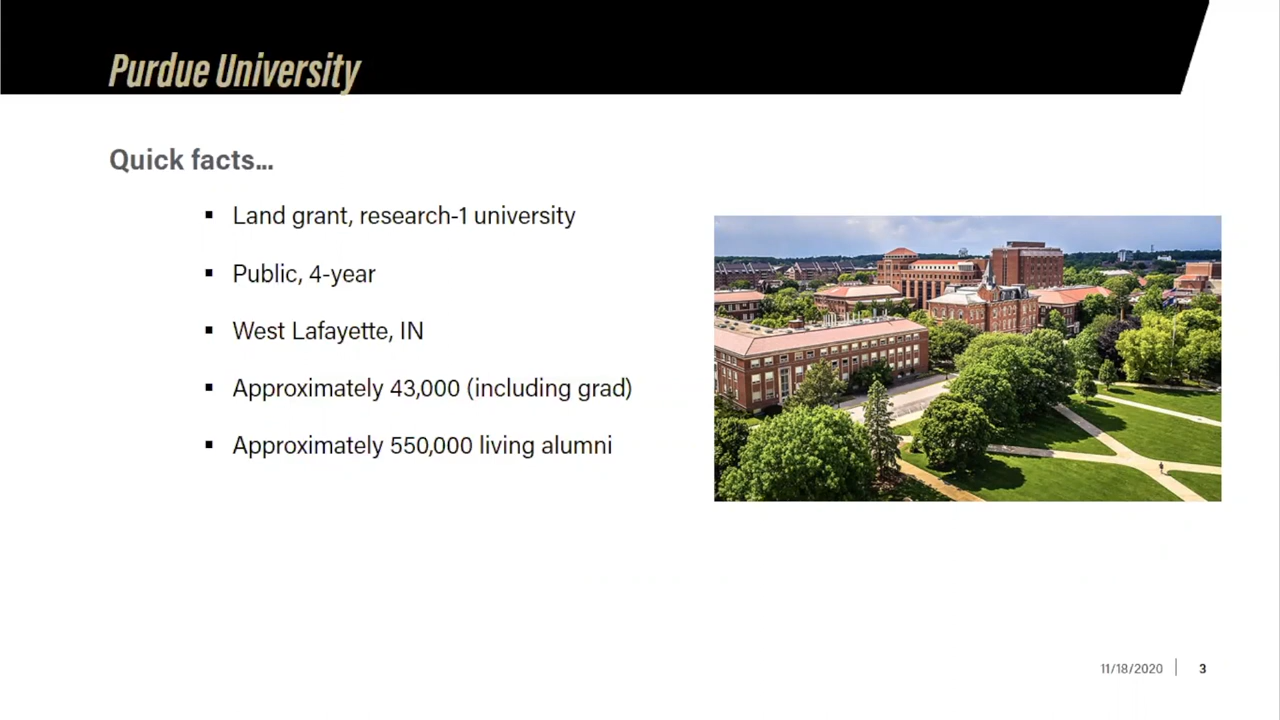 Purdue University
Quick facts...
▪ Land grant, research-1 university
▪ Public, 4-year
▪ West Lafayette, IN
▪ Approximately 43,000 (including grad)
▪ Approximately 550,000 living alumni
11/18/2020 | 3